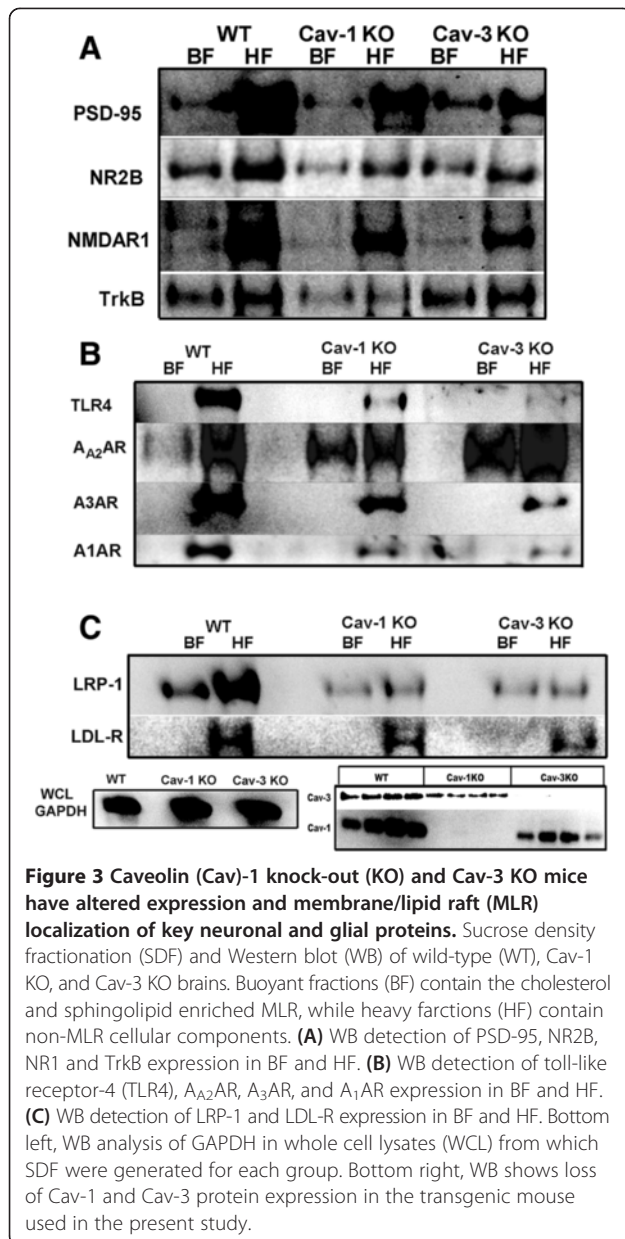 A
WT Cav-1 KO Cav-3 KO
BF HF BF HF BF HF
PSD-95
NR2B
NMDAR1
TrkB
B
WT Cav-1 KO Cav-3 KO
BF HF BF HF BF HF
TLR4
A_A2AR
A3AR
A1AR
C
WT Cav-1 KO Cav-3 KO
BF HF BF HF BF HF
LRP-1
LDL-R
WT Cav-1 KO Cav-3 KO
WCL
GAPDH
WT Cav-1KO Cav-3KO
Cav-3
Cav-1
Figure 3 Caveolin (Cav)-1 knock-out (KO) and Cav-3 KO mice
have altered expression and membrane/lipid raft (MLR)
localization of key neuronal and glial proteins. Sucrose density
fractionation (SDF) and Western blot (WB) of wild-type (WT), Cav-1
KO, and Cav-3 KO brains. Buoyant fractions (BF) contain the cholesterol
and sphingolipid enriched MLR, while heavy farctions (HF) contain
non-MLR cellular components. (A) WB detection of PSD-95, NR2B,
NR1 and TrkB expression in BF and HF. (B) WB detection of toll-like
receptor-4 (TLR4), A_A2AR, A₃AR, and A₁AR expression in BF and HF.
(C) WB detection of LRP-1 and LDL-R expression in BF and HF. Bottom
left, WB analysis of GAPDH in whole cell lysates (WCL) from which
SDF were generated for each group. Bottom right, WB shows loss
of Cav-1 and Cav-3 protein expression in the transgenic mouse
used in the present study.